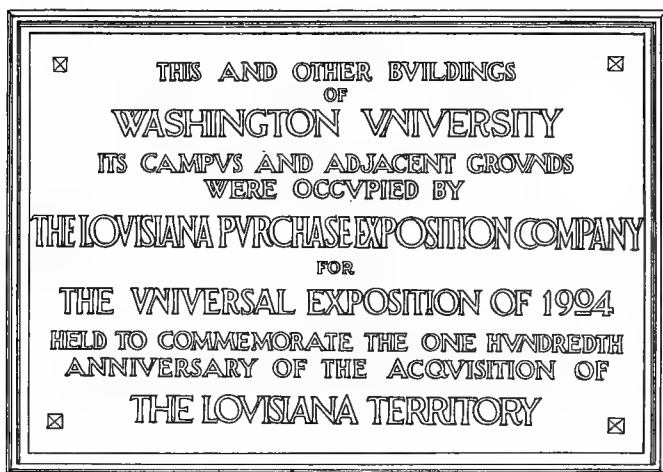 THIS AND OTHER BVILDINGS
OF
WASHINGTON VNIVERSITY
ITS CAMPVS AND ADJACENT GROVNDS
WERE OCCVPIED BY
THE LOVISIANA PVRCHASE EXPOSITION COMPANY
FOR
THE VNIVERSAL EXPOSITION OF 1904
HELD TO COMMEMORATE THE ONE HVNDREDTH
ANNIVERSARY OF THE ACQVISITION OF
THE LOVISIANA TERRITORY